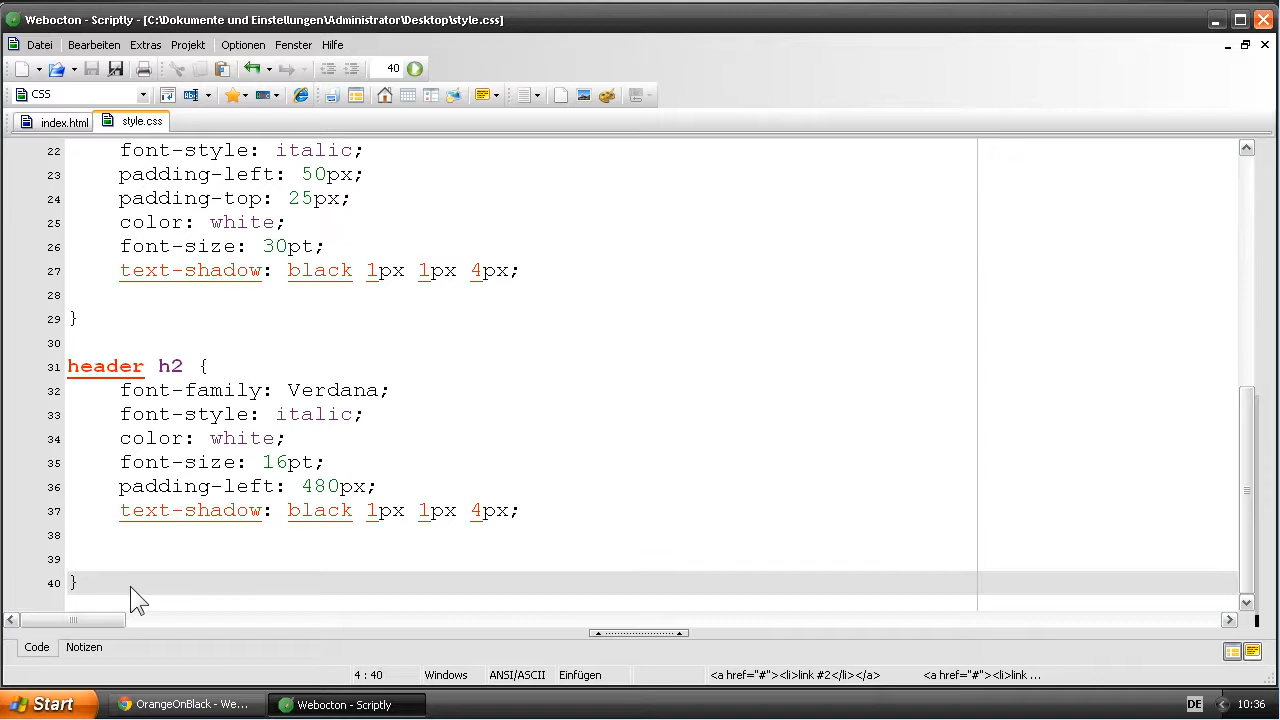 Webocton - Scriptly - [C:\Dokumente und Einstellungen\Administrator\Desktop\style.css]
Datei Bearbeiten Extras Projekt Optionen Fenster Hilfe
40
CSS
index.html style.css
22 font-style: italic;
23 padding-left: 50px;
24 padding-top: 25px;
25 color: white;
26 font-size: 30pt;
27 text-shadow: black 1px 1px 4px;
28
29 }
30
31 header h2 {
32 font-family: Verdana;
33 font-style: italic;
34 color: white;
35 font-size: 16pt;
36 padding-left: 480px;
37 text-shadow: black 1px 1px 4px;
38
39
40 }
Code Notizen
4 : 40 Windows ANSI/ASCII Einfügen <a href="#"><li>link #2</li></a> <a href="#"><li>link ...
Start OrangeOnBlack - We... Webocton - Scriptly DE 10:36